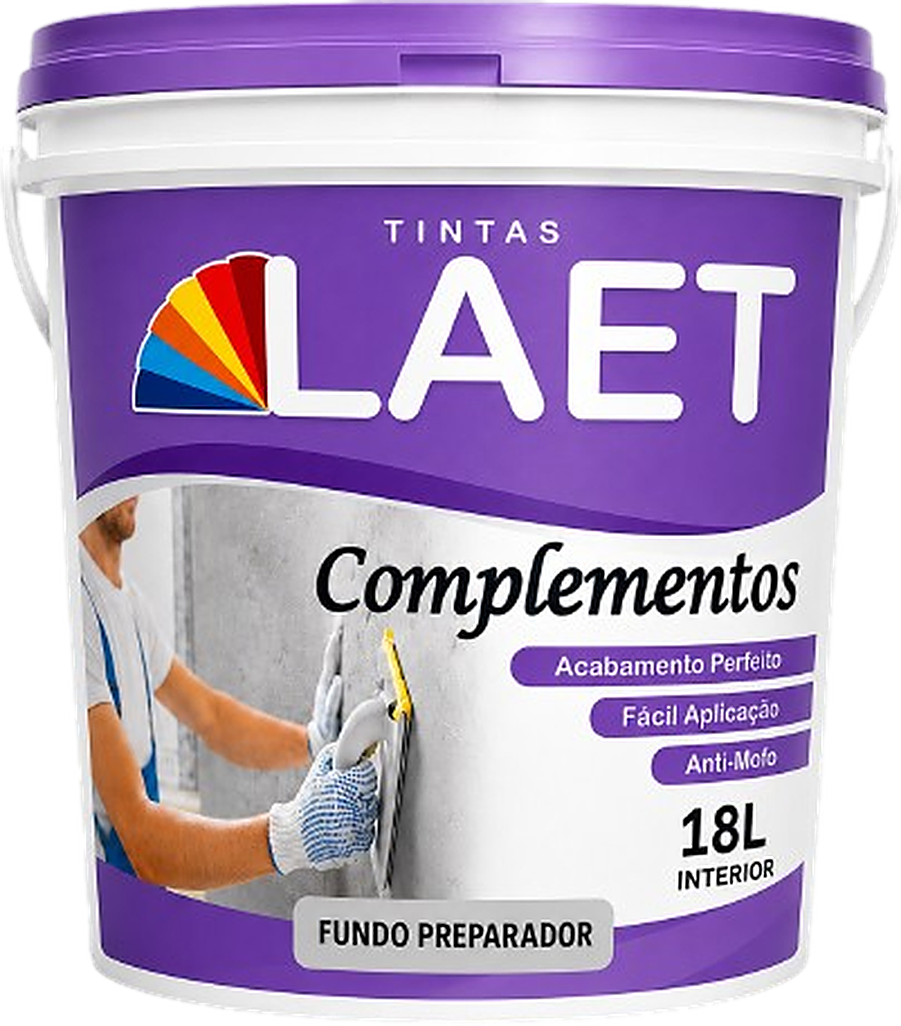 TINTAS
LAET
Complementos
Acabamento Perfeito
Fácil Aplicação
Anti-Mofo
18L
INTERIOR
FUNDO PREPARADOR